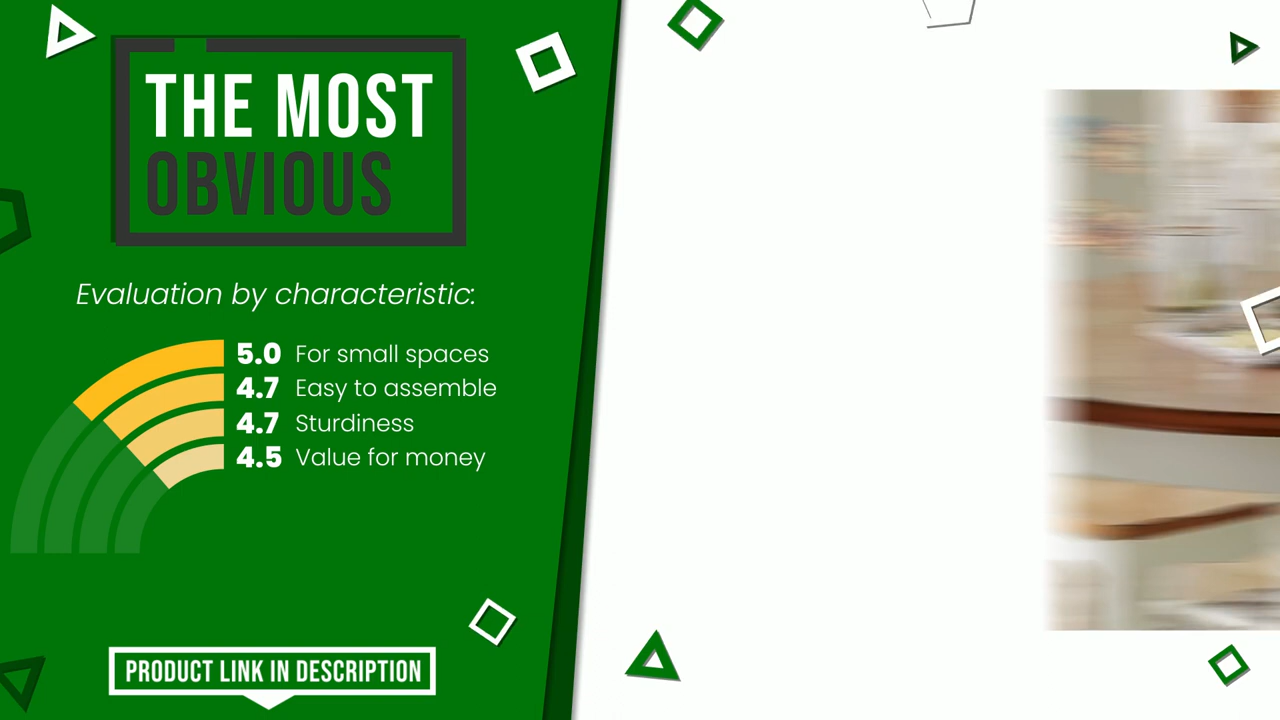 THE MOST
OBVIOUS
Evaluation by characteristic:
5.0 For small spaces
4.7 Easy to assemble
4.7 Sturdiness
4.5 Value for money
PRODUCT LINK IN DESCRIPTION